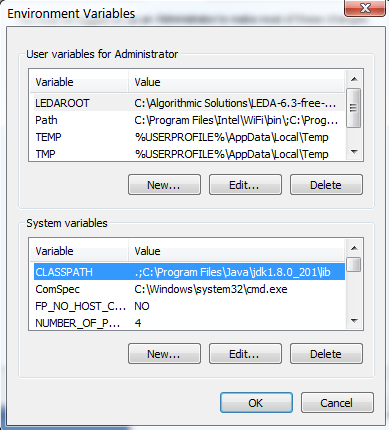 Environment Variables
User variables for Administrator
Variable Value
LEDAROOT C:\Algorithmic Solutions\LEDA-6.3-free-...
Path C:\Program Files\Intel\WiFi\bin\;C:\Prog...
TEMP %USERPROFILE%\AppData\Local\Temp
TMP %USERPROFILE%\AppData\Local\Temp
New... Edit... Delete
System variables
Variable Value
CLASSPATH .;C:\Program Files\Java\jdk1.8.0_201\lib
ComSpec C:\Windows\system32\cmd.exe
FP_NO_HOST_C... NO
NUMBER_OF_P... 4
New... Edit... Delete
OK Cancel